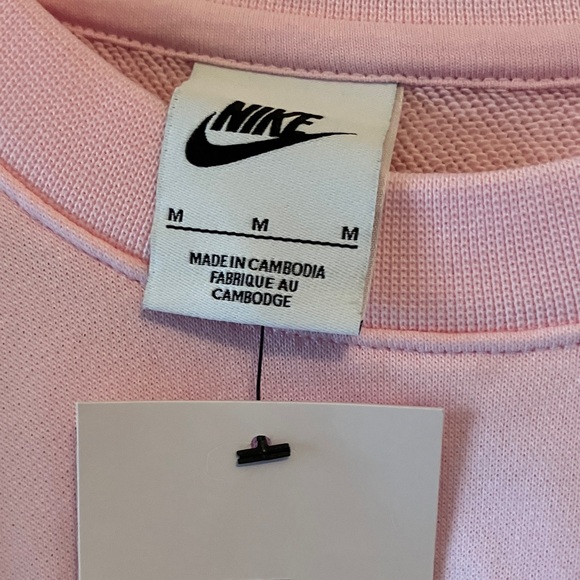 NIKE
M M M
MADE IN CAMBODIA
FABRIQUE AU
CAMBODGE